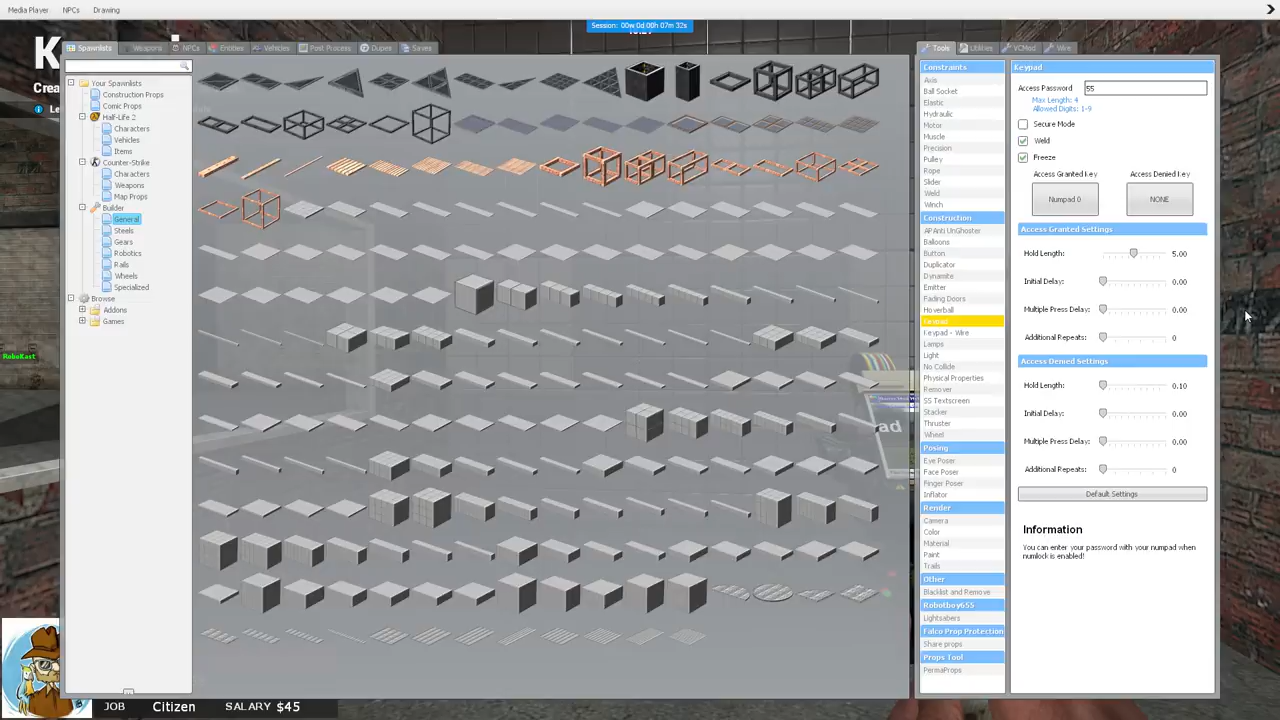 Media Player NPCs Drawing
Session: 00w 0d 00h 07m 32s
K
Crea
Le
RoboKast
ad
Spawnlists Weapons NPCs Entities Vehicles Post Process Dupes Saves
Your Spawnlists
Construction Props
Comic Props
Half-Life 2
Characters
Vehicles
Items
Counter-Strike
Characters
Weapons
Map Props
Builder
General
Steels
Gears
Robotics
Rails
Wheels
Specialized
Browse
Addons
Games
Tools Utilities VCMod Wire
Constraints
Axis
Ball Socket
Elastic
Hydraulic
Motor
Muscle
Precision
Pulley
Rope
Slider
Weld
Winch
Construction
APAnti UnGhoster
Balloons
Button
Duplicator
Dynamite
Emitter
Fading Doors
Hoverball
Keypad
Keypad - Wire
Lamps
Light
No Collide
Physical Properties
Remover
SS Textscreen
Stacker
Thruster
Wheel
Posing
Eye Poser
Face Poser
Finger Poser
Inflator
Render
Camera
Color
Material
Paint
Trails
Other
Blacklist and Remove
Robotboy655
Lightsabers
Falco Prop Protection
Share props
Props Tool
PermaProps
Keypad
Access Password 55
Max Length: 4
Allowed Digits: 1-9
Secure Mode
Weld
Freeze
Access Granted Key Access Denied Key
Numpad 0 NONE
Access Granted Settings
Hold Length: 5.00
Initial Delay: 0.00
Multiple Press Delay: 0.00
Additional Repeats: 0
Access Denied Settings
Hold Length: 0.10
Initial Delay: 0.00
Multiple Press Delay: 0.00
Additional Repeats: 0
Default Settings
Information
You can enter your password with your numpad when
numlock is enabled!
JOB Citizen SALARY $45